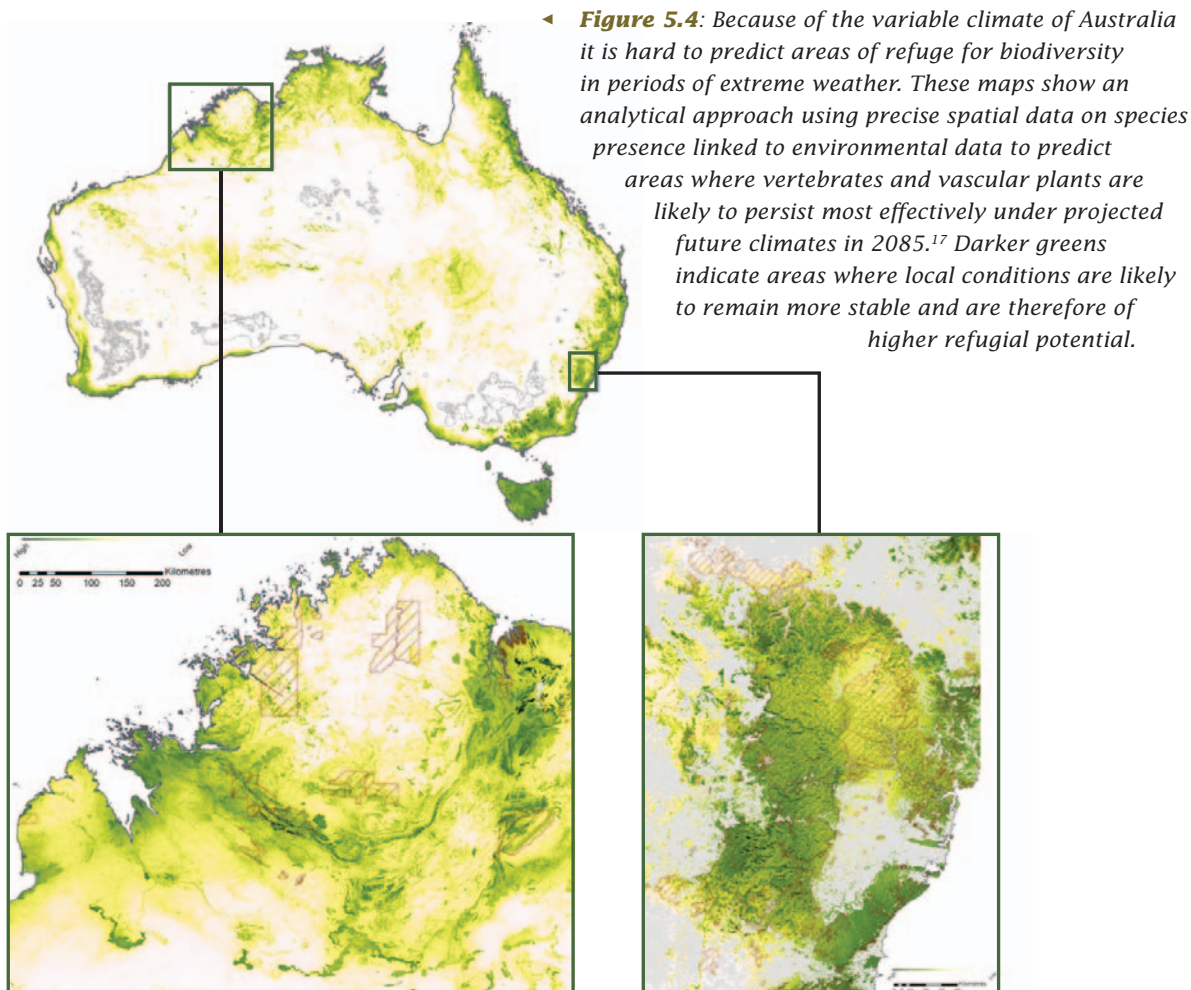 ◄ Figure 5.4: Because of the variable climate of Australia
it is hard to predict areas of refuge for biodiversity
in periods of extreme weather. These maps show an
analytical approach using precise spatial data on species
presence linked to environmental data to predict
areas where vertebrates and vascular plants are
likely to persist most effectively under projected
future climates in 2085.¹⁷ Darker greens
indicate areas where local conditions are likely
to remain more stable and are therefore of
higher refugial potential.
High Low
Kilometres
0 25 50 100 150 200